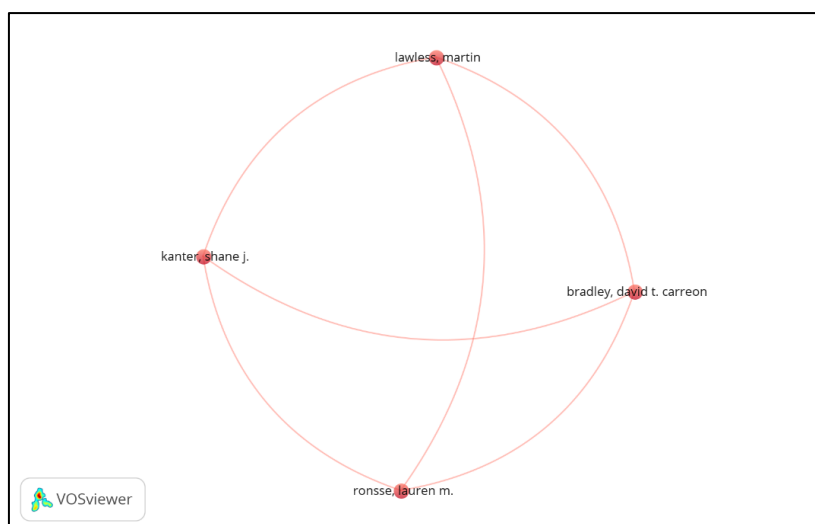 lawless, martin
kanter, shane j.
bradley, david t. carreon
ronsse, lauren m.
VOSviewer